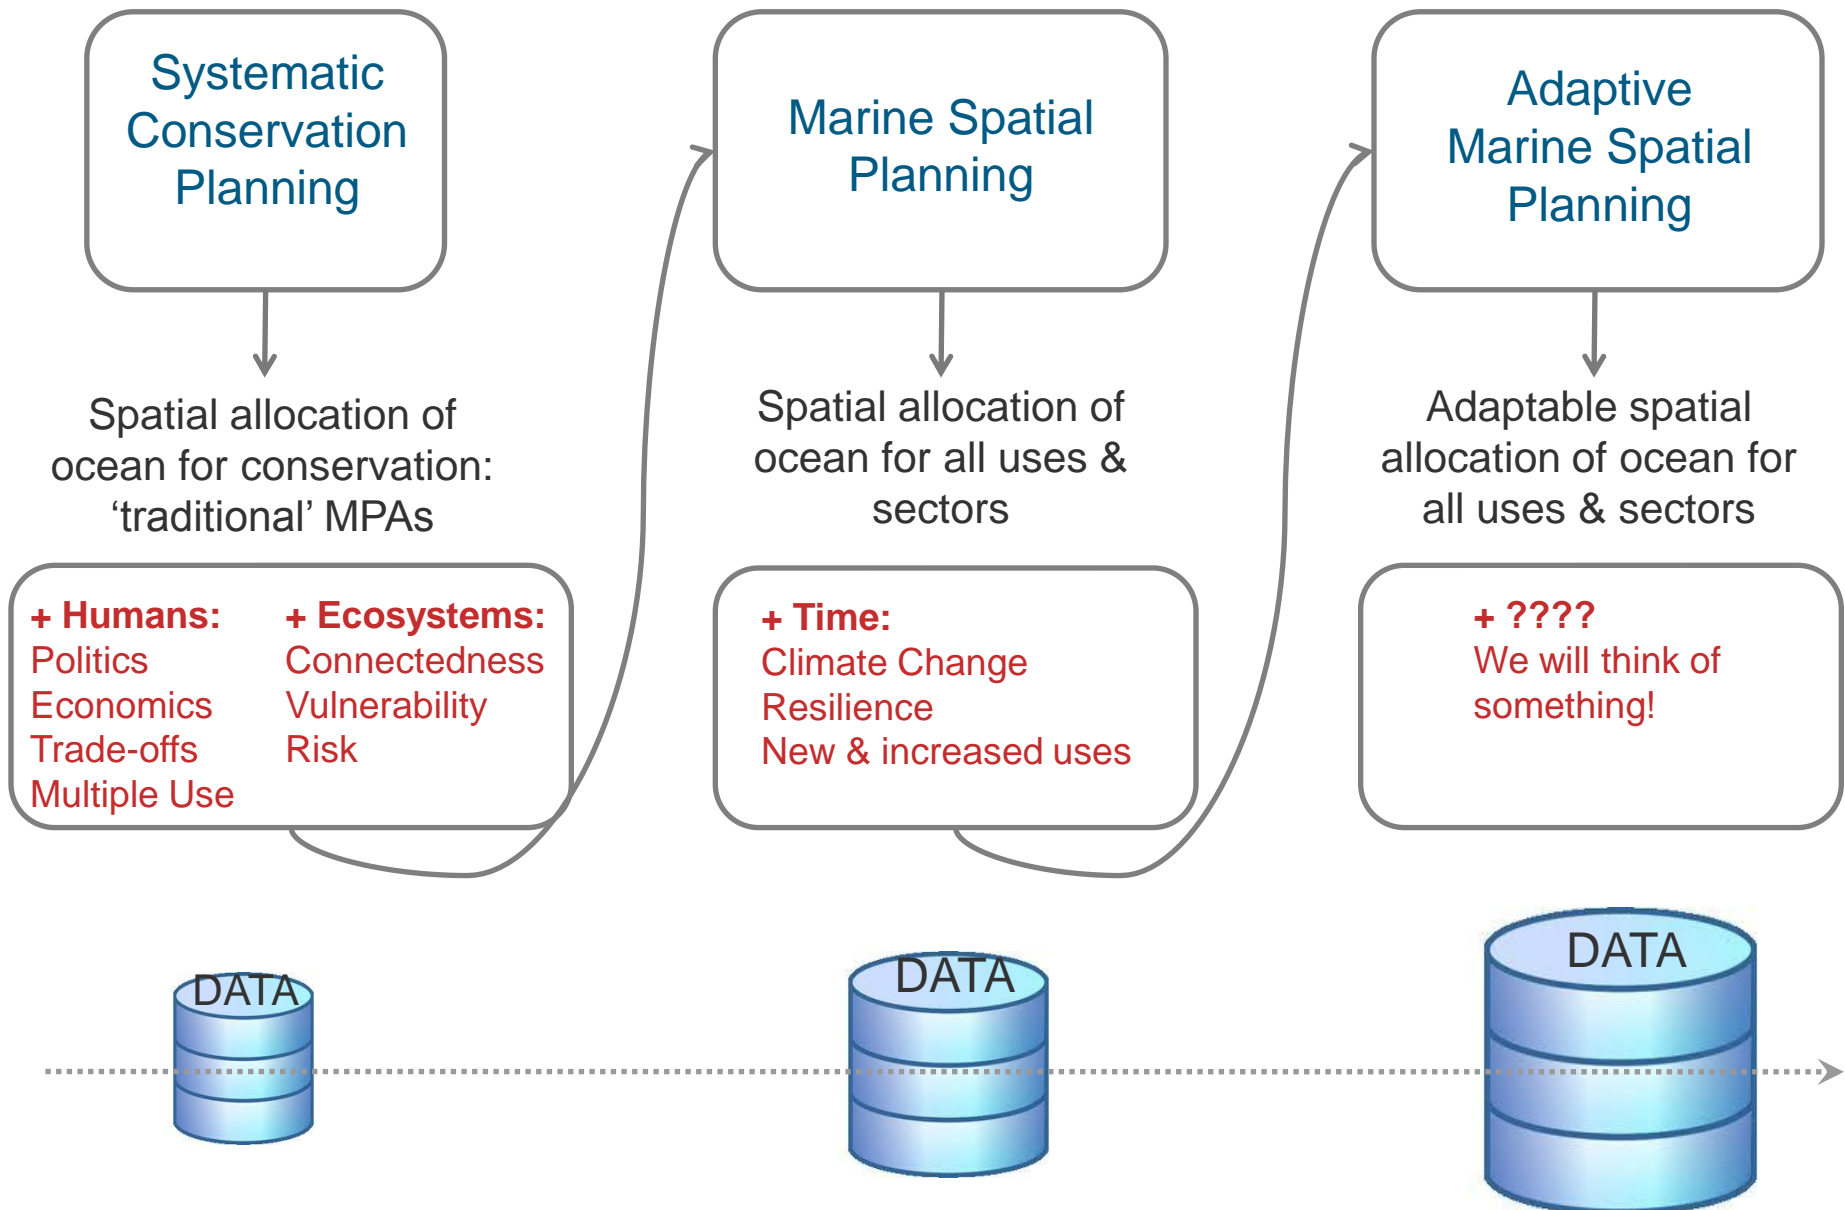 Systematic
Conservation
Planning
Spatial allocation of
ocean for conservation:
‘traditional’ MPAs
+ Humans:
Politics
Economics
Trade-offs
Multiple Use
+ Ecosystems:
Connectedness
Vulnerability
Risk
Marine Spatial
Planning
Spatial allocation of
ocean for all uses &
sectors
+ Time:
Climate Change
Resilience
New & increased uses
Adaptive
Marine Spatial
Planning
Adaptable spatial
allocation of ocean for
all uses & sectors
+ ????
We will think of
something!
DATA
DATA
DATA